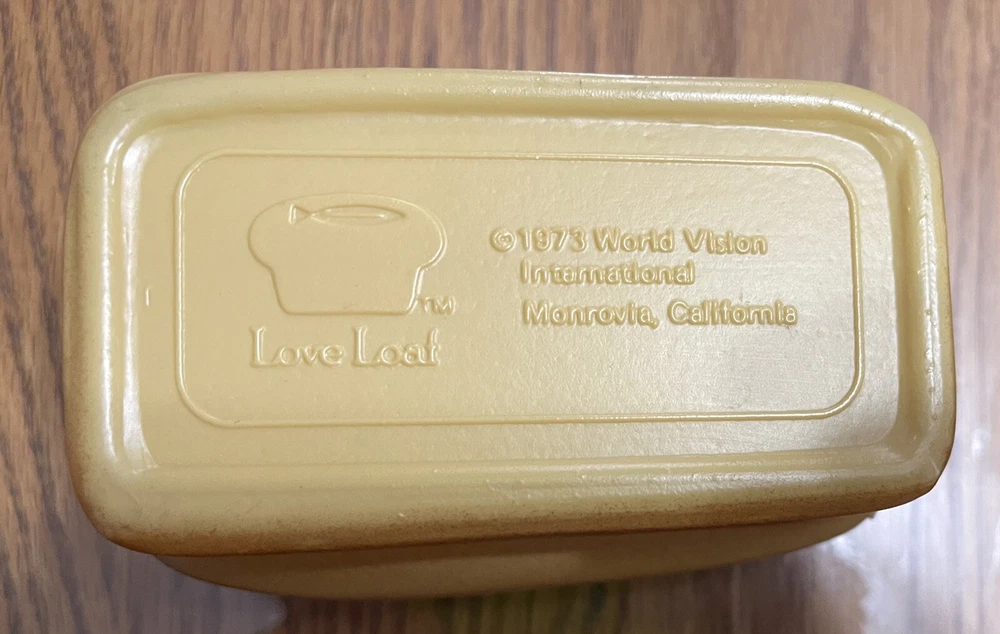 TM
Love Loaf
©1973 World Vision
International
Monrovia, California